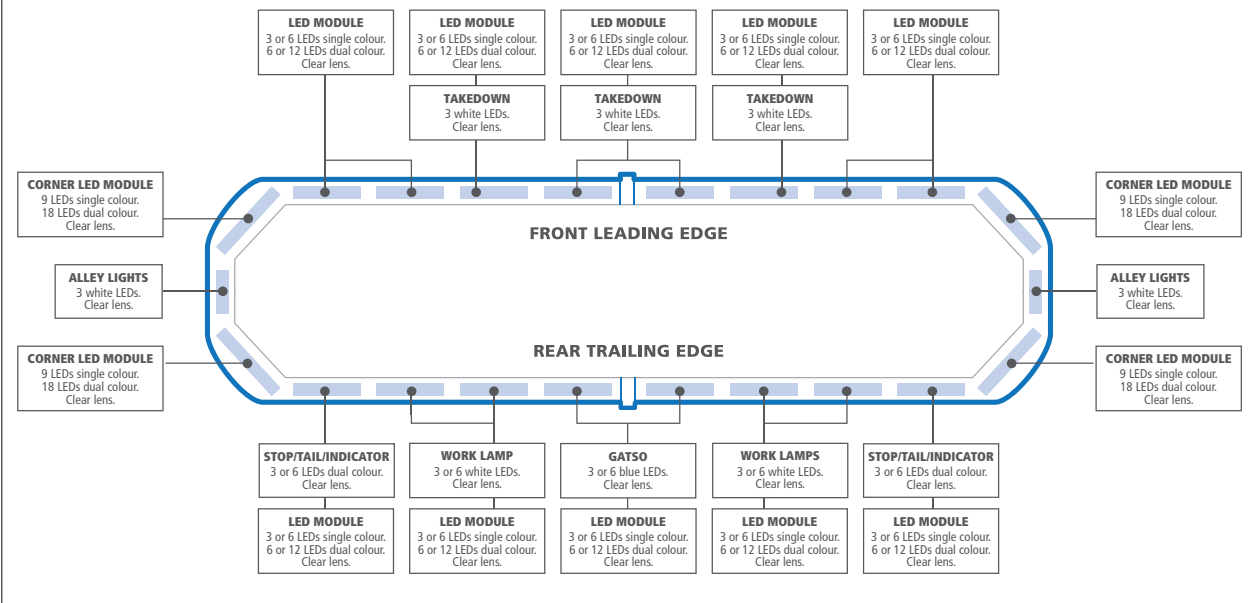 LED MODULE
3 or 6 LEDs single colour.
6 or 12 LEDs dual colour.
Clear lens.
LED MODULE
3 or 6 LEDs single colour.
6 or 12 LEDs dual colour.
Clear lens.
LED MODULE
3 or 6 LEDs single colour.
6 or 12 LEDs dual colour.
Clear lens.
LED MODULE
3 or 6 LEDs single colour.
6 or 12 LEDs dual colour.
Clear lens.
LED MODULE
3 or 6 LEDs single colour.
6 or 12 LEDs dual colour.
Clear lens.
TAKEDOWN
3 white LEDs.
Clear lens.
TAKEDOWN
3 white LEDs.
Clear lens.
TAKEDOWN
3 white LEDs.
Clear lens.
CORNER LED MODULE
9 LEDs single colour.
18 LEDs dual colour.
Clear lens.
CORNER LED MODULE
9 LEDs single colour.
18 LEDs dual colour.
Clear lens.
FRONT LEADING EDGE
ALLEY LIGHTS
3 white LEDs.
Clear lens.
ALLEY LIGHTS
3 white LEDs.
Clear lens.
REAR TRAILING EDGE
CORNER LED MODULE
9 LEDs single colour.
18 LEDs dual colour.
Clear lens.
CORNER LED MODULE
9 LEDs single colour.
18 LEDs dual colour.
Clear lens.
STOP/TAIL/INDICATOR
3 or 6 LEDs dual colour.
Clear lens.
WORK LAMP
3 or 6 white LEDs.
Clear lens.
GATSO
3 or 6 blue LEDs.
Clear lens.
WORK LAMPS
3 or 6 white LEDs.
Clear lens.
STOP/TAIL/INDICATOR
3 or 6 LEDs dual colour.
Clear lens.
LED MODULE
3 or 6 LEDs single colour.
6 or 12 LEDs dual colour.
Clear lens.
LED MODULE
3 or 6 LEDs single colour.
6 or 12 LEDs dual colour.
Clear lens.
LED MODULE
3 or 6 LEDs single colour.
6 or 12 LEDs dual colour.
Clear lens.
LED MODULE
3 or 6 LEDs single colour.
6 or 12 LEDs dual colour.
Clear lens.
LED MODULE
3 or 6 LEDs single colour.
6 or 12 LEDs dual colour.
Clear lens.